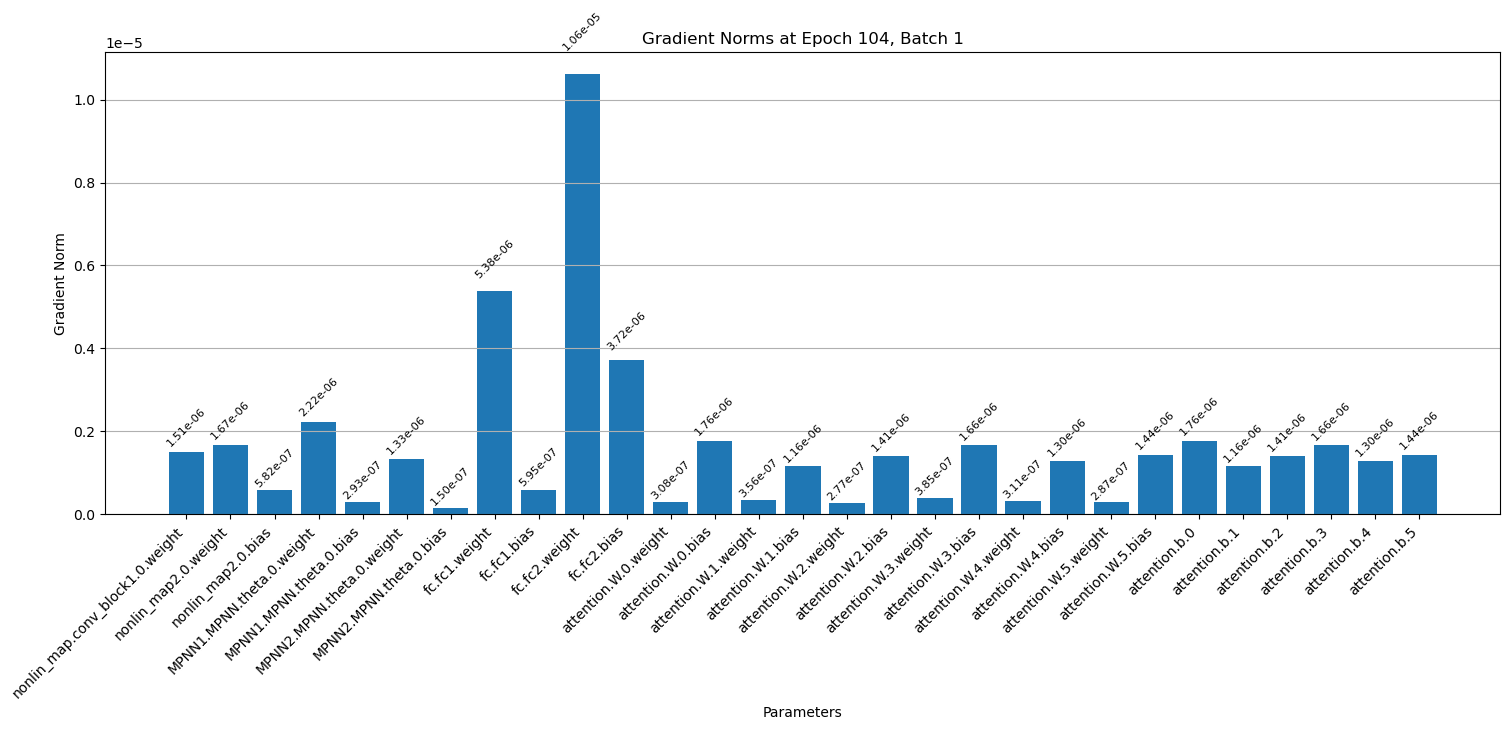 Gradient Norms at Epoch 104, Batch 1
1e−5
Gradient Norm
1.0
0.8
0.6
0.4
0.2
0.0
1.51e-06
1.67e-06
5.82e-07
2.22e-06
2.93e-07
1.33e-06
1.50e-07
5.38e-06
5.95e-07
1.06e-05
3.72e-06
3.08e-07
1.76e-06
3.56e-07
1.16e-06
2.77e-07
1.41e-06
3.85e-07
1.66e-06
3.11e-07
1.30e-06
2.87e-07
1.44e-06
1.76e-06
1.16e-06
1.41e-06
1.66e-06
1.30e-06
1.44e-06
nonlin_map.conv_block1.0.weight
nonlin_map2.0.weight
nonlin_map2.0.bias
MPNN1.MPNN.theta.0.weight
MPNN1.MPNN.theta.0.bias
MPNN2.MPNN.theta.0.weight
MPNN2.MPNN.theta.0.bias
fc.fc1.weight
fc.fc1.bias
fc.fc2.weight
fc.fc2.bias
attention.W.0.weight
attention.W.0.bias
attention.W.1.weight
attention.W.1.bias
attention.W.2.weight
attention.W.2.bias
attention.W.3.weight
attention.W.3.bias
attention.W.4.weight
attention.W.4.bias
attention.W.5.weight
attention.W.5.bias
attention.b.0
attention.b.1
attention.b.2
attention.b.3
attention.b.4
attention.b.5
Parameters